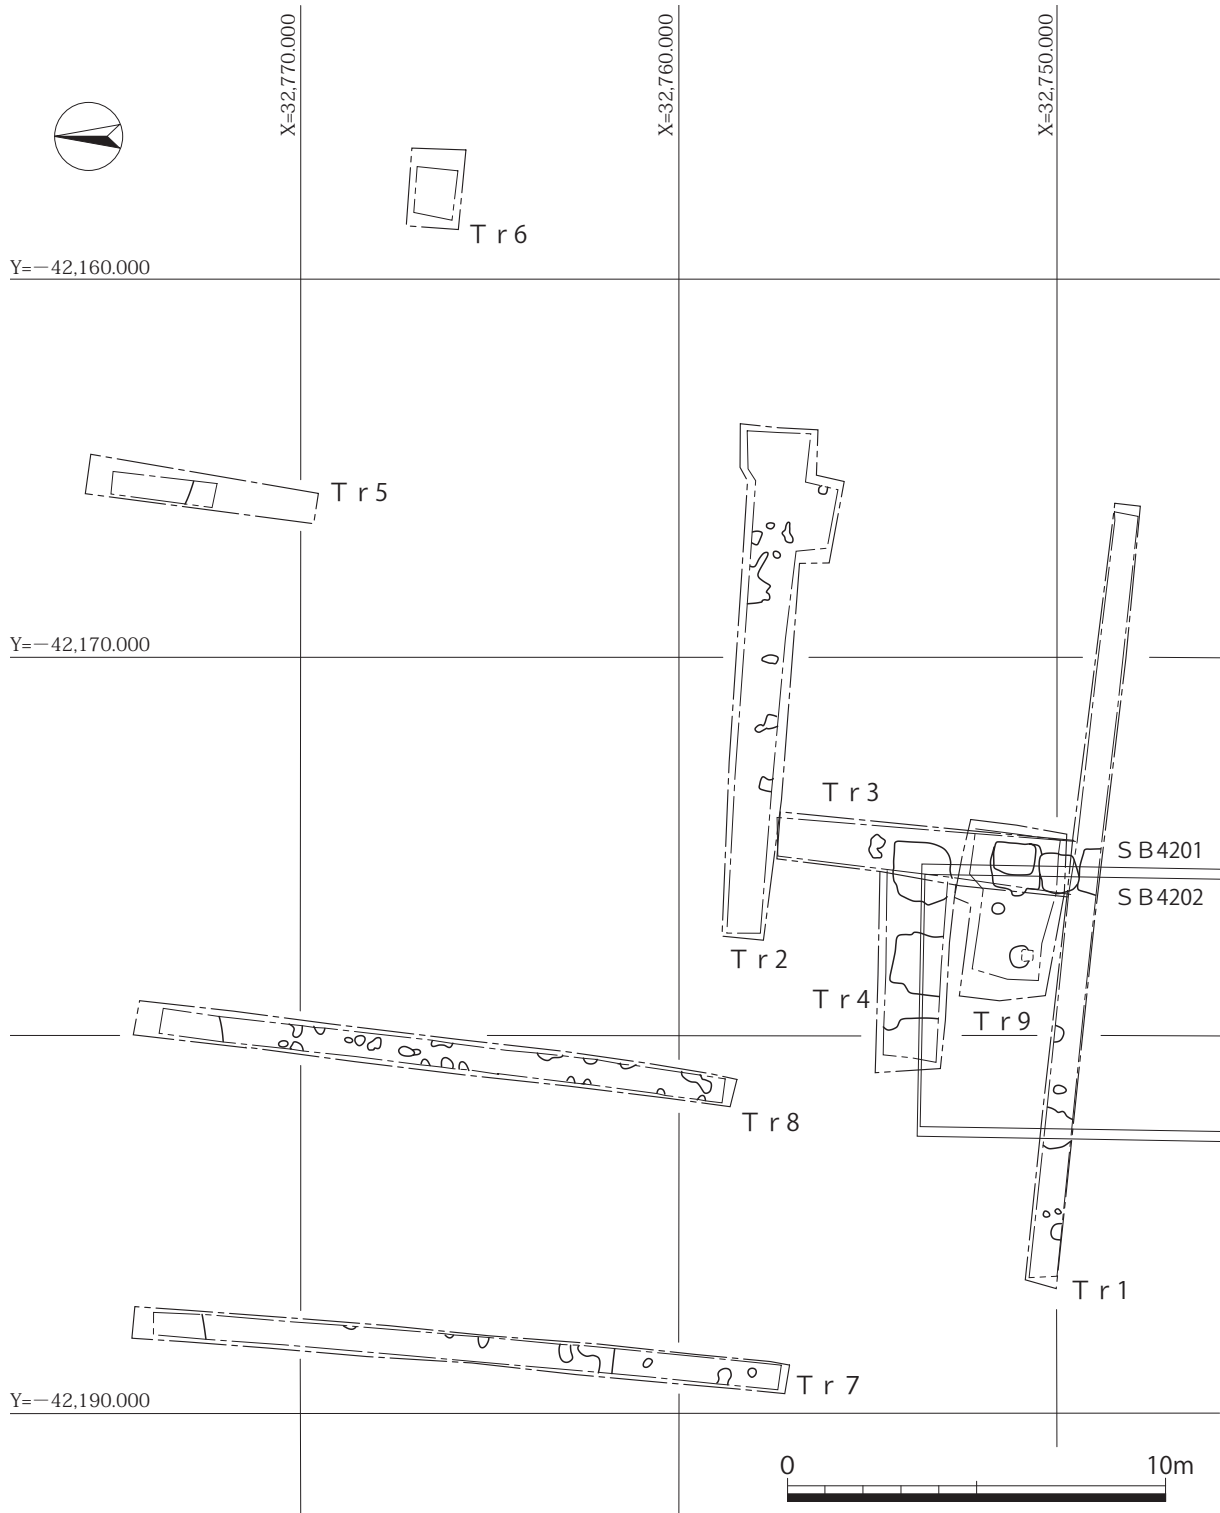 X=32,770.000
X=32,760.000
X=32,750.000
Tr6
Y=−42,160.000
Tr5
Y=−42,170.000
Tr3
SB4201
SB4202
Tr2
Tr4
Tr9
Tr8
Tr1
Tr7
Y=−42,190.000
0 10m